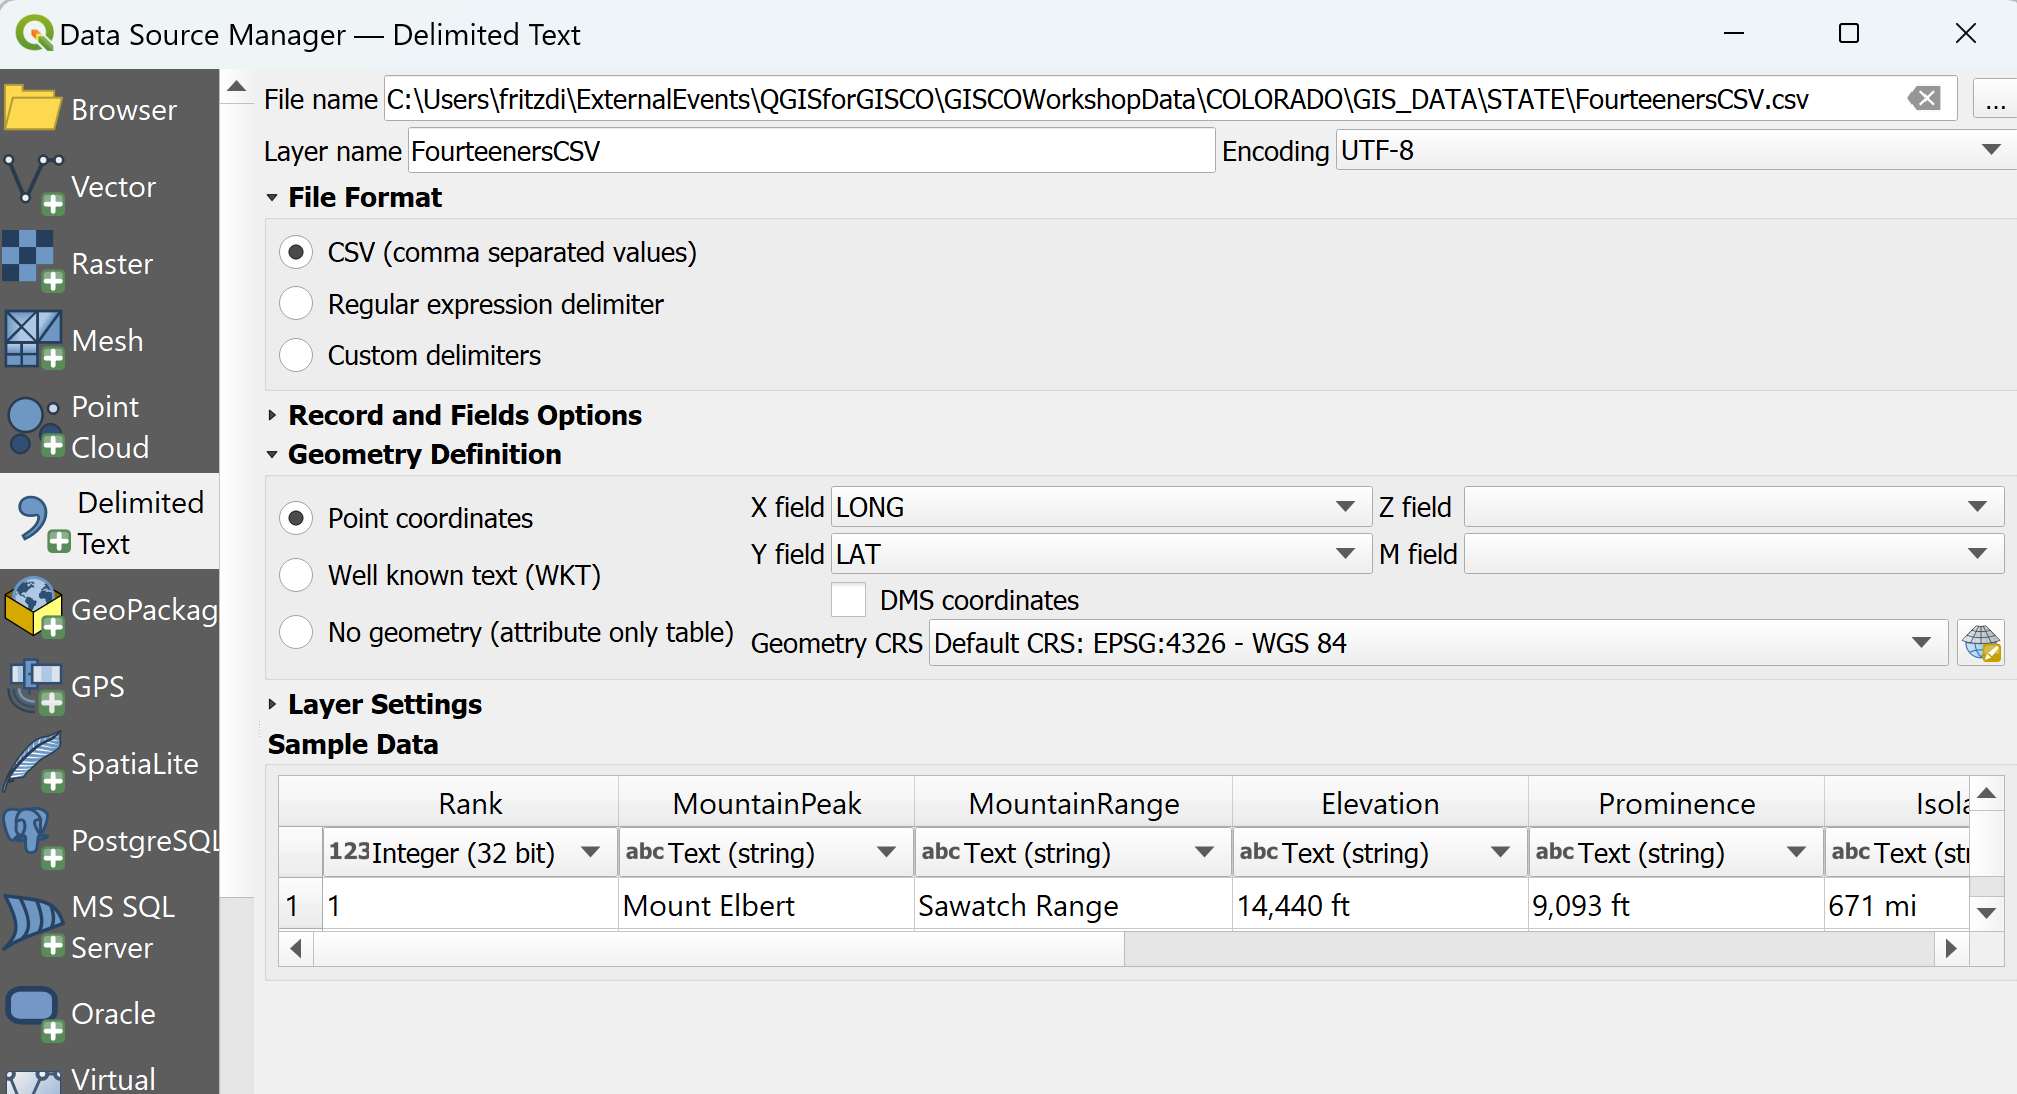 Data Source Manager — Delimited Text
Browser
Vector
Raster
Mesh
Point
Cloud
Delimited
Text
GeoPackag
GPS
SpatiaLite
PostgreSQL
MS SQL
Server
Oracle
Virtual
File name C:\Users\fritzdi\ExternalEvents\QGISforGISCO\GISCOWorkshopData\COLORADO\GIS_DATA\STATE\FourteenersCSV.csv ...
Layer name FourteenersCSV Encoding UTF-8
File Format
CSV (comma separated values)
Regular expression delimiter
Custom delimiters
Record and Fields Options
Geometry Definition
Point coordinates
Well known text (WKT)
No geometry (attribute only table)
X field LONG Z field
Y field LAT M field
DMS coordinates
Geometry CRS Default CRS: EPSG:4326 - WGS 84
Layer Settings
Sample Data
Rank MountainPeak MountainRange Elevation Prominence Isola
123 Integer (32 bit) abc Text (string) abc Text (string) abc Text (string) abc Text (string) abc Text (stri
1 1 Mount Elbert Sawatch Range 14,440 ft 9,093 ft 671 mi